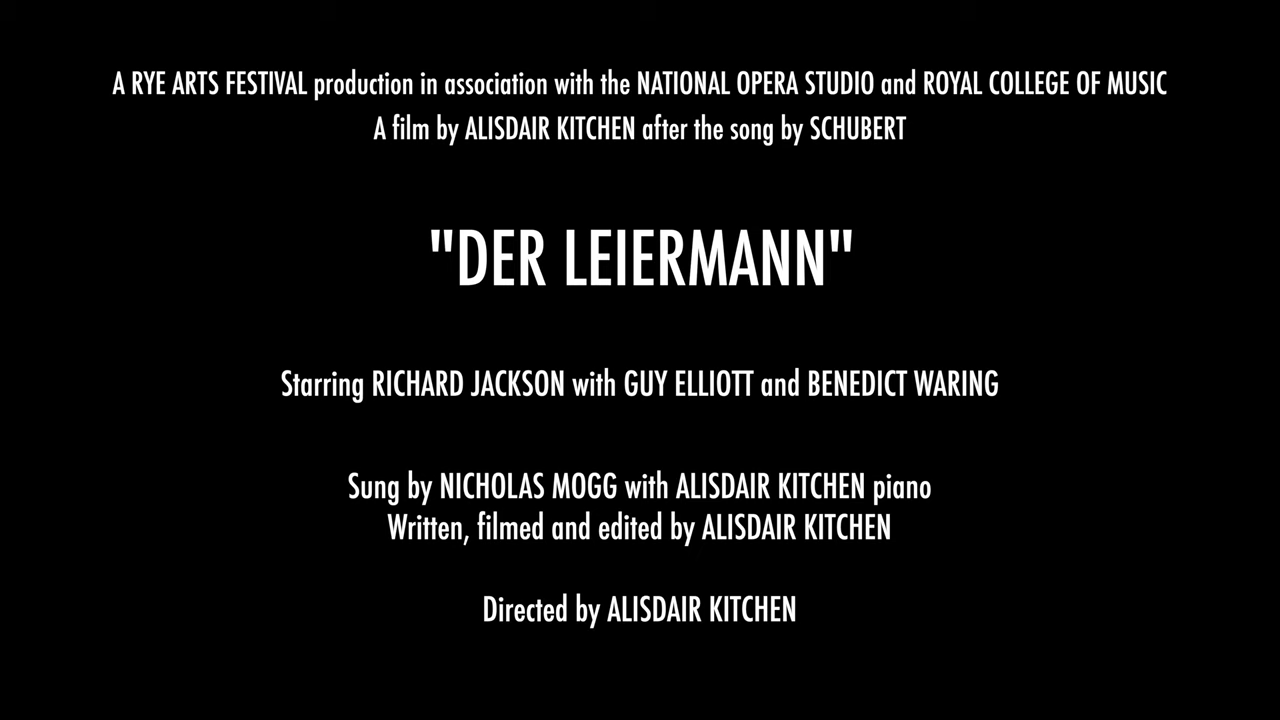 A RYE ARTS FESTIVAL production in association with the NATIONAL OPERA STUDIO and ROYAL COLLEGE OF MUSIC
A film by ALISDAIR KITCHEN after the song by SCHUBERT
"DER LEIERMANN"
Starring RICHARD JACKSON with GUY ELLIOTT and BENEDICT WARING
Sung by NICHOLAS MOGG with ALISDAIR KITCHEN piano
Written, filmed and edited by ALISDAIR KITCHEN
Directed by ALISDAIR KITCHEN